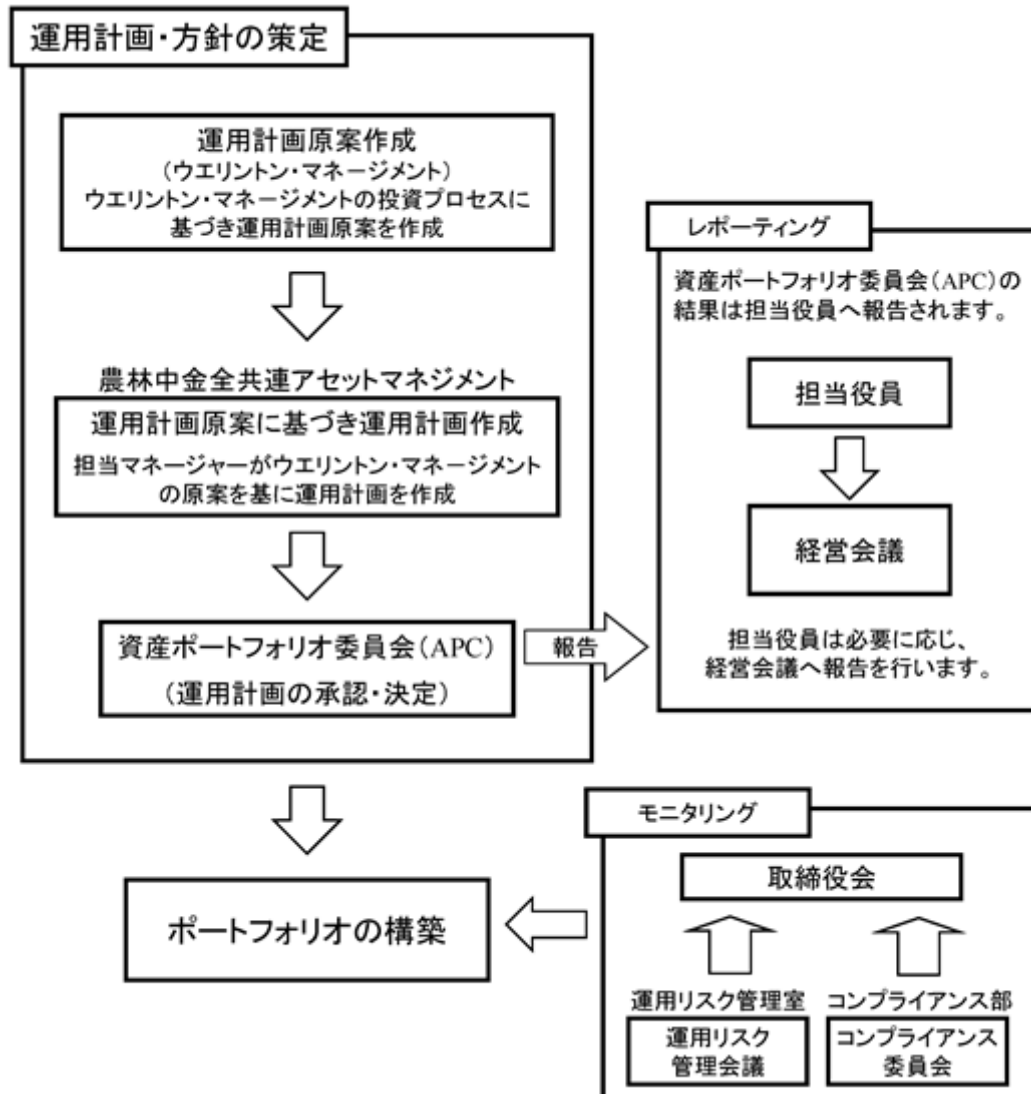 運用計画・方針の策定
運用計画原案作成
(ウエリントン・マネージメント)
ウエリントン・マネージメントの投資プロセスに
基づき運用計画原案を作成
農林中金全共連アセットマネジメント
運用計画原案に基づき運用計画作成
担当マネージャーがウエリントン・マネージメント
の原案を基に運用計画を作成
資産ポートフォリオ委員会(APC)
(運用計画の承認・決定)
報告
レポーティング
資産ポートフォリオ委員会(APC)の
結果は担当役員へ報告されます。
担当役員
経営会議
担当役員は必要に応じ、
経営会議へ報告を行います。
ポートフォリオの構築
モニタリング
取締役会
運用リスク管理室
運用リスク
管理会議
コンプライアンス部
コンプライアンス
委員会